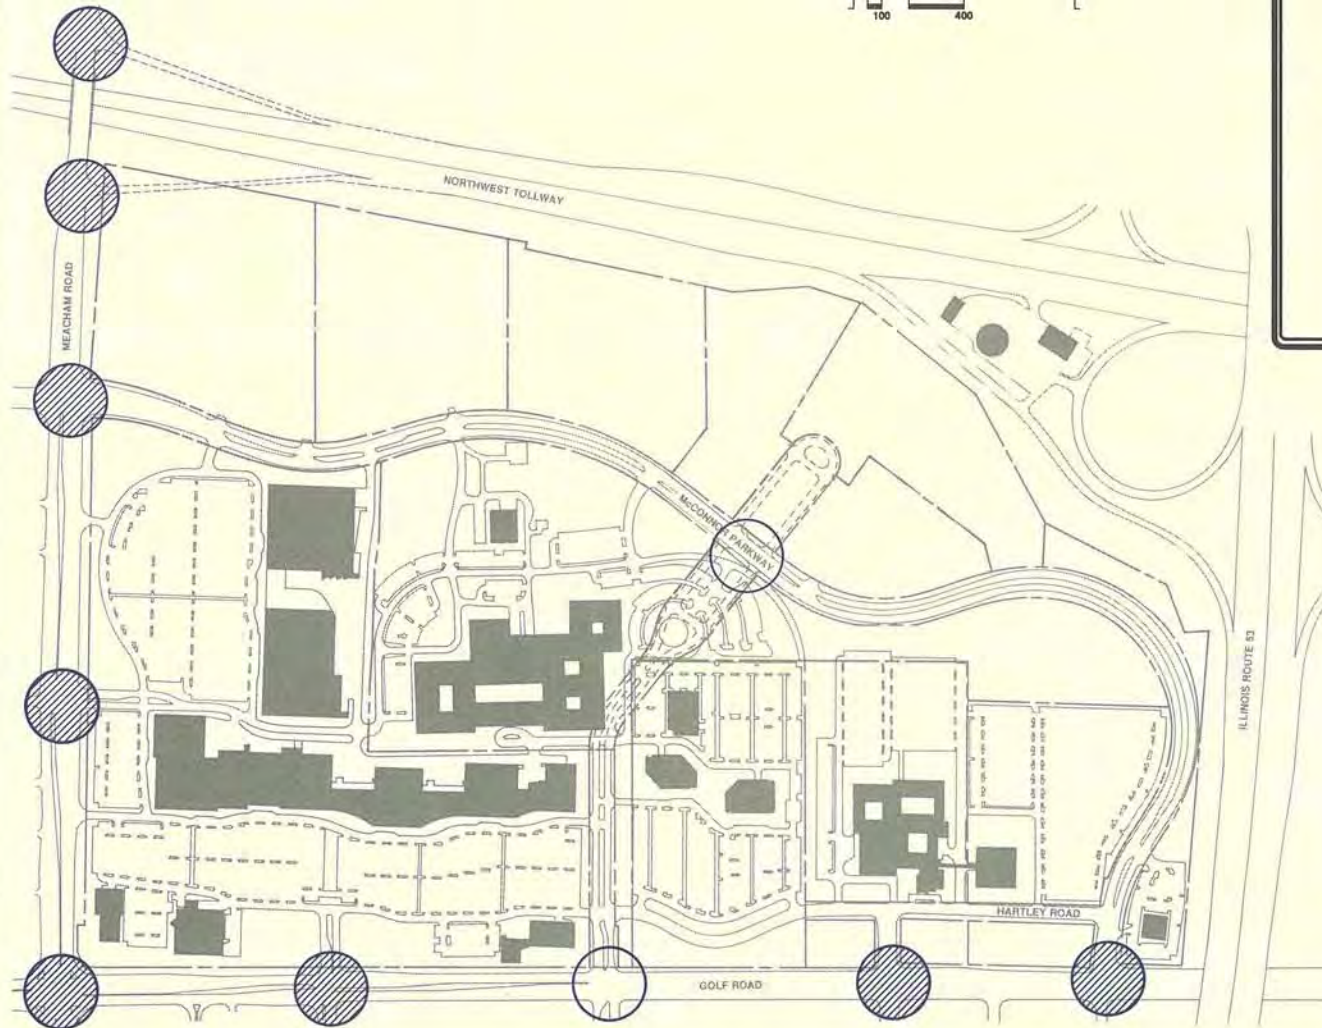 100 400
NORTHWEST TOLLWAY
MEACHAM ROAD
McCONNOR PARKWAY
ILLINOIS ROUTE 53
HARTLEY ROAD
GOLF ROAD